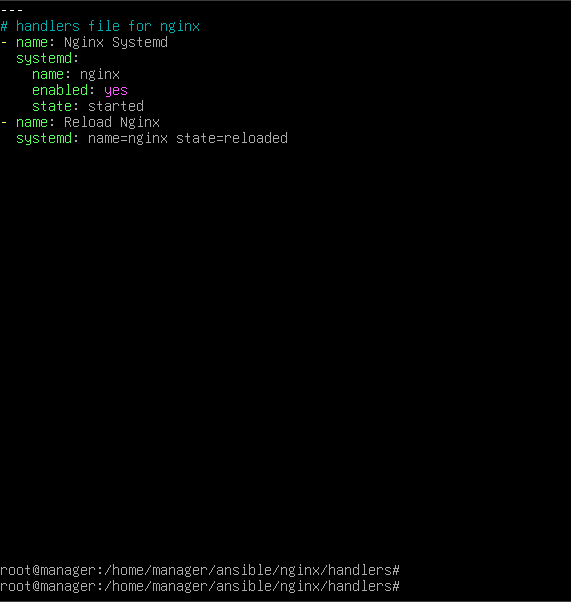 ---
# handlers file for nginx
- name: Nginx Systemd
  systemd:
    name: nginx
    enabled: yes
    state: started
- name: Reload Nginx
  systemd: name=nginx state=reloaded
root@manager:/home/manager/ansible/nginx/handlers#
root@manager:/home/manager/ansible/nginx/handlers#